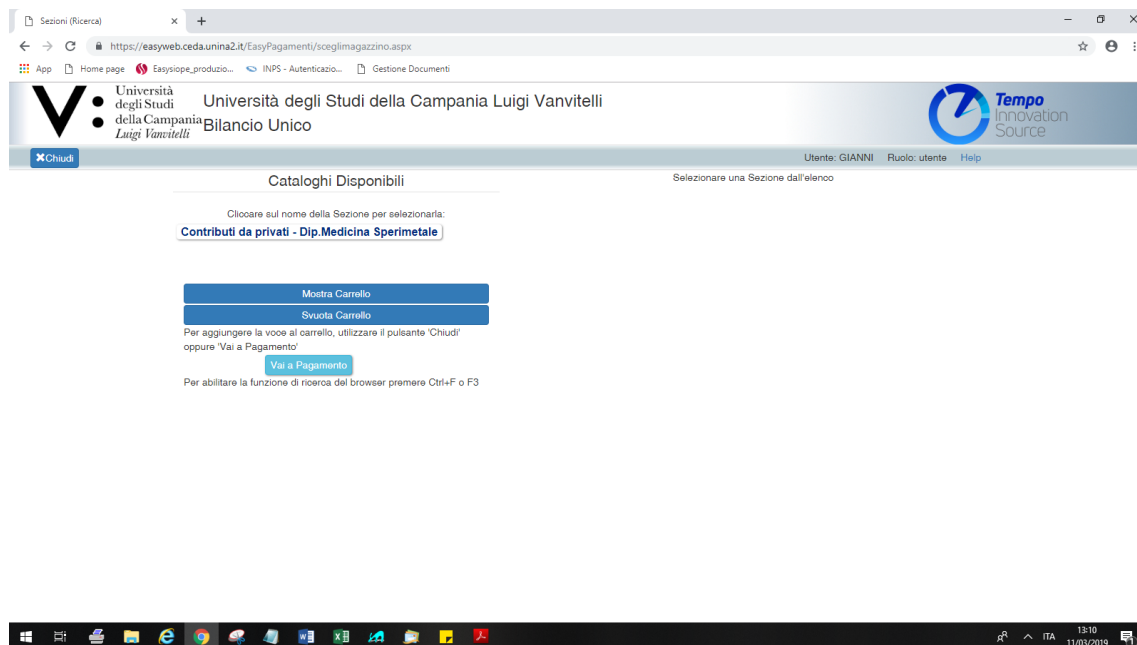 Sezioni (Ricerca)
https://easyweb.ceda.unina2.it/EasyPagamenti/sceglimagazzino.aspx
App Home page Easysiope_produzio... INPS - Autenticazio... Gestione Documenti
Università
degli Studi
della Campania
Luigi Vanvitelli
Università degli Studi della Campania Luigi Vanvitelli
Bilancio Unico
Tempo
Innovation
Source
Chiudi
Utente: GIANNI Ruolo: utente Help
Cataloghi Disponibili
Selezionare una Sezione dall'elenco
Cliccare sul nome della Sezione per selezionarla:
Contributi da privati - Dip.Medicina Sperimetale
Mostra Carrello
Svuota Carrello
Per aggiungere la voce al carrello, utilizzare il pulsante 'Chiudi'
oppure 'Vai a Pagamento'
Vai a Pagamento
Per abilitare la funzione di ricerca del browser premere Ctrl+F o F3
ITA
13:10
11/03/2019